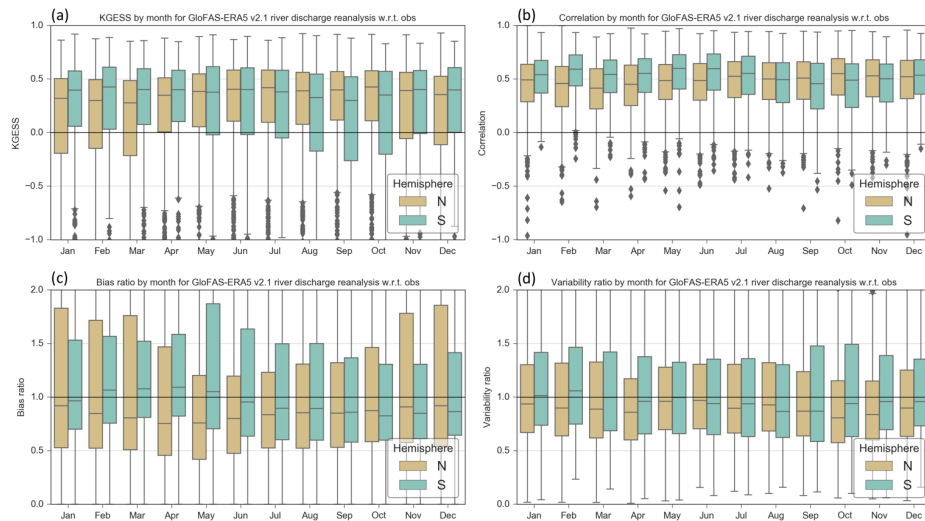 (a)
KGESS by month for GloFAS-ERA5 v2.1 river discharge reanalysis w.r.t. obs
1.0
0.5
0.0
−0.5
−1.0
KGESS
Hemisphere
N
S
Jan Feb Mar Apr May Jun Jul Aug Sep Oct Nov Dec
(b)
Correlation by month for GloFAS-ERA5 v2.1 river discharge reanalysis w.r.t. obs
1.0
0.5
0.0
−0.5
−1.0
Correlation
Hemisphere
N
S
Jan Feb Mar Apr May Jun Jul Aug Sep Oct Nov Dec
(c)
Bias ratio by month for GloFAS-ERA5 v2.1 river discharge reanalysis w.r.t. obs
2.0
1.5
1.0
0.5
0.0
Bias ratio
Hemisphere
N
S
Jan Feb Mar Apr May Jun Jul Aug Sep Oct Nov Dec
(d)
Variability ratio by month for GloFAS-ERA5 v2.1 river discharge reanalysis w.r.t. obs
2.0
1.5
1.0
0.5
0.0
Variability ratio
Hemisphere
N
S
Jan Feb Mar Apr May Jun Jul Aug Sep Oct Nov Dec